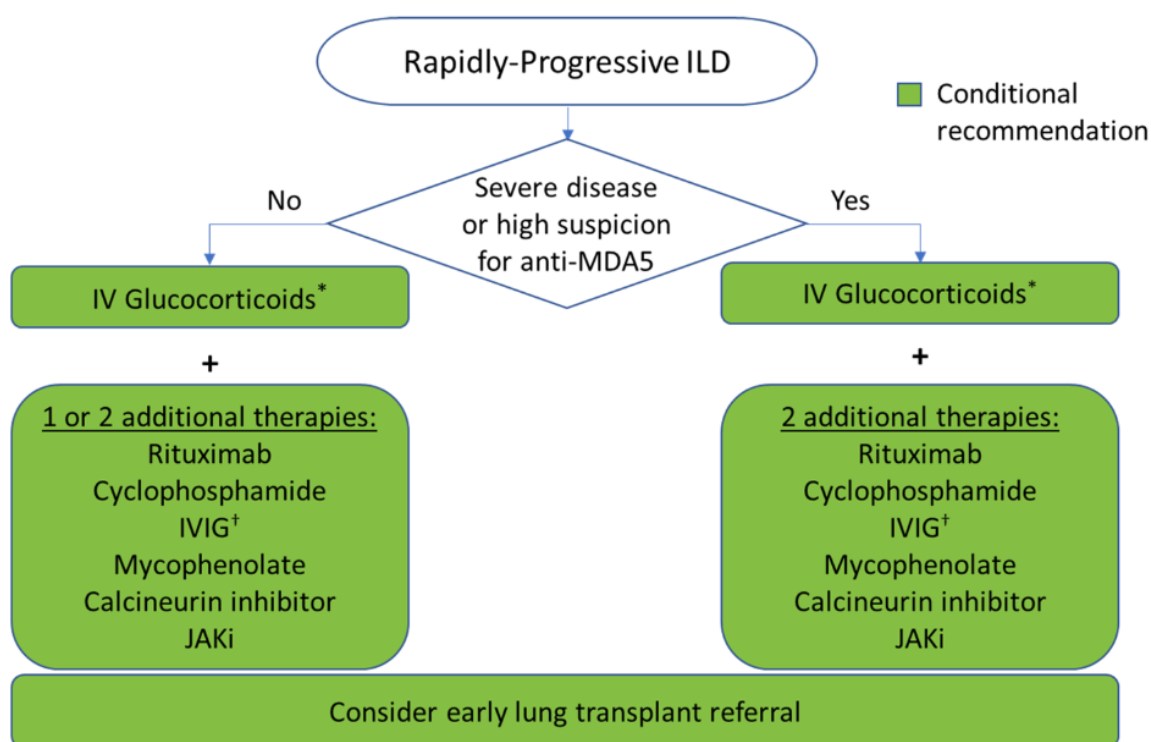 Rapidly-Progressive ILD
Conditional
recommendation
Severe disease
or high suspicion
for anti-MDA5
No
Yes
IV Glucocorticoids*
+
1 or 2 additional therapies:
Rituximab
Cyclophosphamide
IVIG†
Mycophenolate
Calcineurin inhibitor
JAKi
IV Glucocorticoids*
+
2 additional therapies:
Rituximab
Cyclophosphamide
IVIG†
Mycophenolate
Calcineurin inhibitor
JAKi
Consider early lung transplant referral